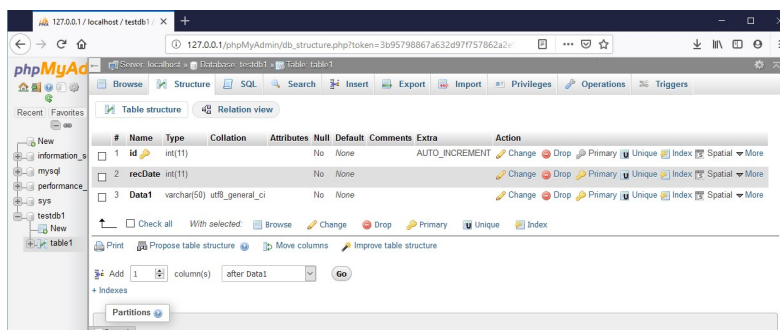 127.0.0.1 / localhost / testdb1 /
127.0.0.1/phpMyAdmin/db_structure.php?token=3b95798867a632d97f757862a2e
phpMyAd
Server: localhost » Database: testdb1 » Table: table1
Browse Structure SQL Search Insert Export Import Privileges Operations Triggers
Recent Favorites
Table structure Relation view
New
information_s
mysql
performance_
sys
testdb1
New
table1
# Name Type Collation Attributes Null Default Comments Extra Action
1 id int(11) No None AUTO_INCREMENT Change Drop Primary Unique Index Spatial More
2 recDate int(11) No None Change Drop Primary Unique Index Spatial More
3 Data1 varchar(50) utf8_general_ci No None Change Drop Primary Unique Index Spatial More
Check all With selected: Browse Change Drop Primary Unique Index
Print Propose table structure Move columns Improve table structure
Add 1 column(s) after Data1 Go
+ Indexes
Partitions